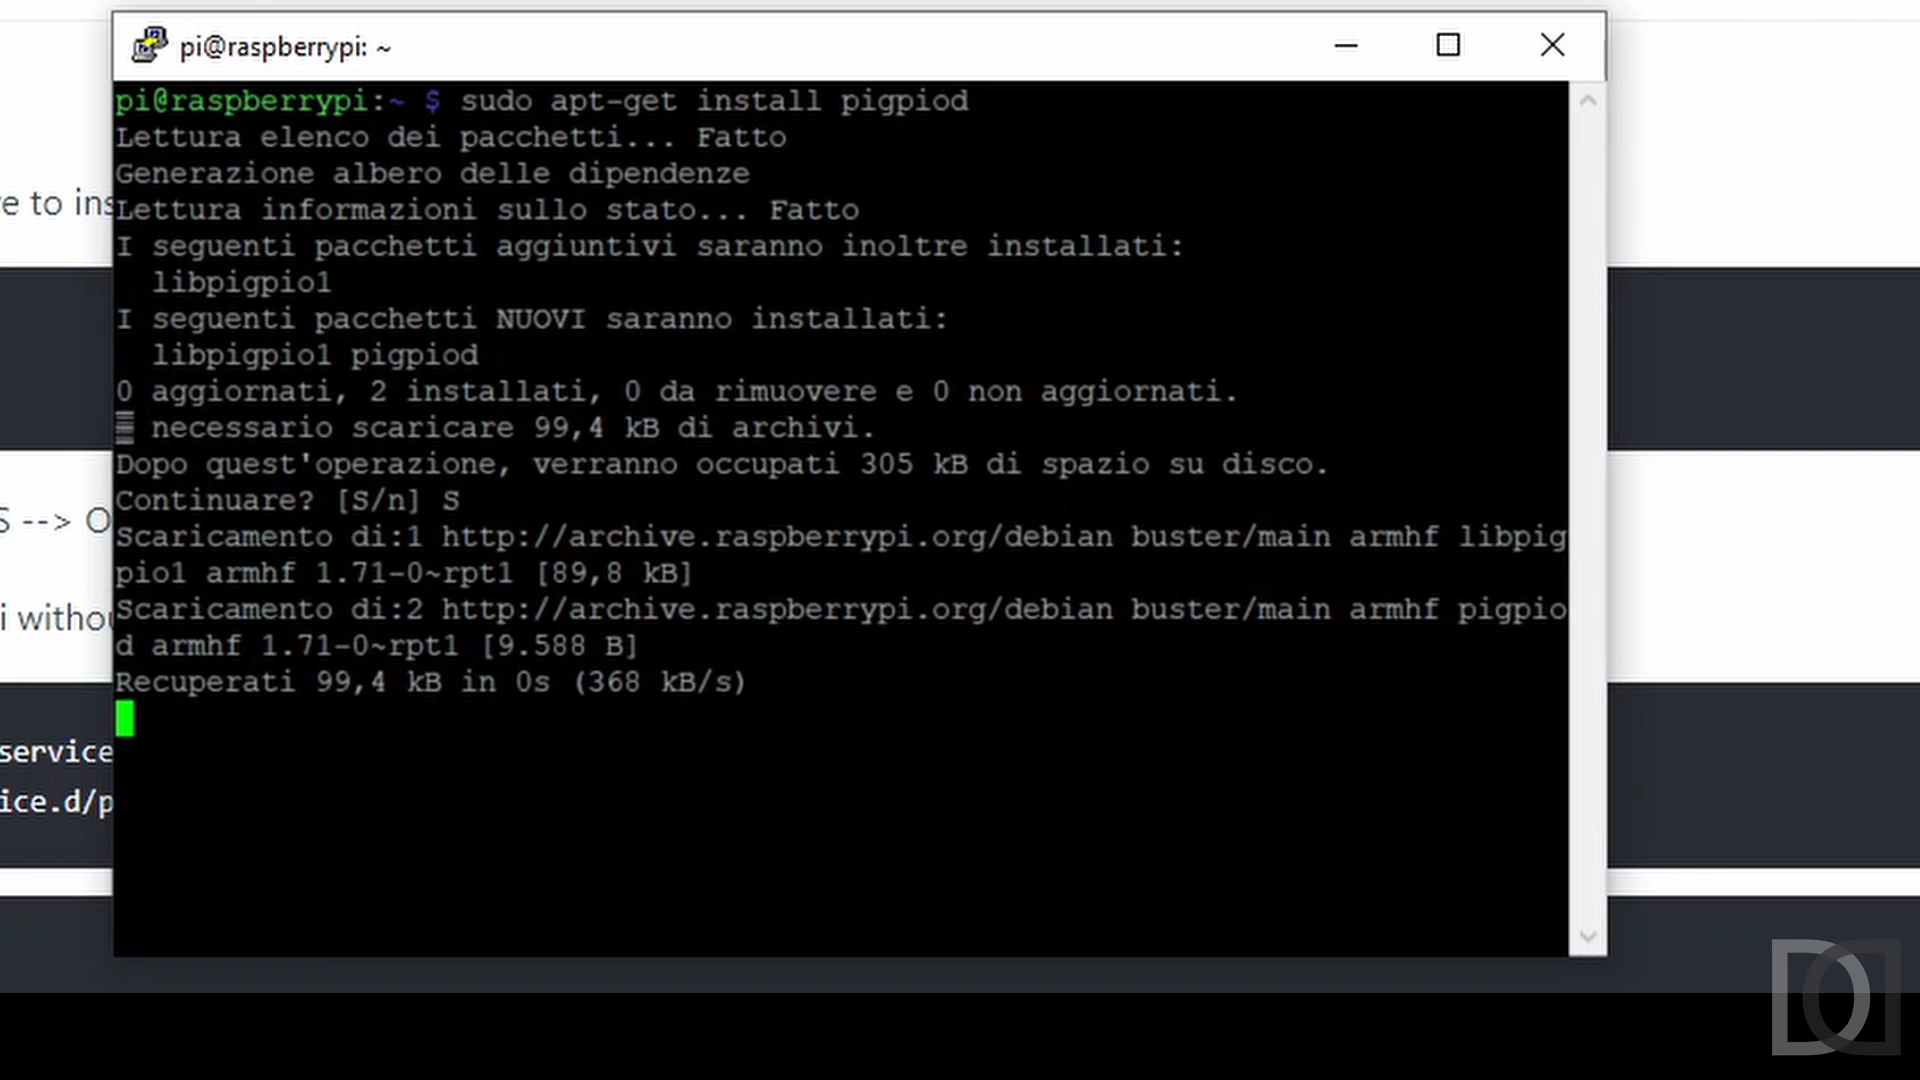 pi@raspberrypi: ~
pi@raspberrypi:~ $ sudo apt-get install pigpiod
Lettura elenco dei pacchetti... Fatto
Generazione albero delle dipendenze
Lettura informazioni sullo stato... Fatto
I seguenti pacchetti aggiuntivi saranno inoltre installati:
libpigpio1
I seguenti pacchetti NUOVI saranno installati:
libpigpio1 pigpiod
0 aggiornati, 2 installati, 0 da rimuovere e 0 non aggiornati.
necessario scaricare 99,4 kB di archivi.
Dopo quest'operazione, verranno occupati 305 kB di spazio su disco.
Continuare? [S/n] S
Scaricamento di:1 http://archive.raspberrypi.org/debian buster/main armhf libpig
pio1 armhf 1.71-0~rpt1 [89,8 kB]
Scaricamento di:2 http://archive.raspberrypi.org/debian buster/main armhf pigpio
d armhf 1.71-0~rpt1 [9.588 B]
Recuperati 99,4 kB in 0s (368 kB/s)
to
-->
service